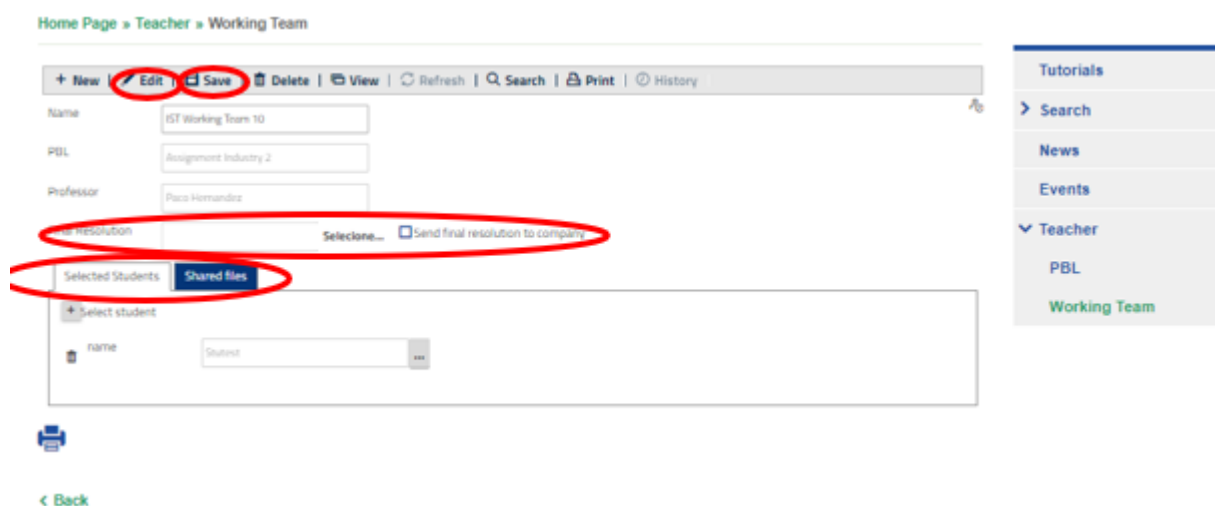 Home Page » Teacher » Working Team
+ New | Edit | Save | Delete | View | Refresh | Search | Print | History
Name IST Working Team 10
PBL Assignment Industry 2
Professor Paco Hernandez
Final Resolution Selecione... Send final resolution to company
Selected Students Shared files
+ Select student
name ...
Back
Tutorials
Search
News
Events
Teacher
PBL
Working Team